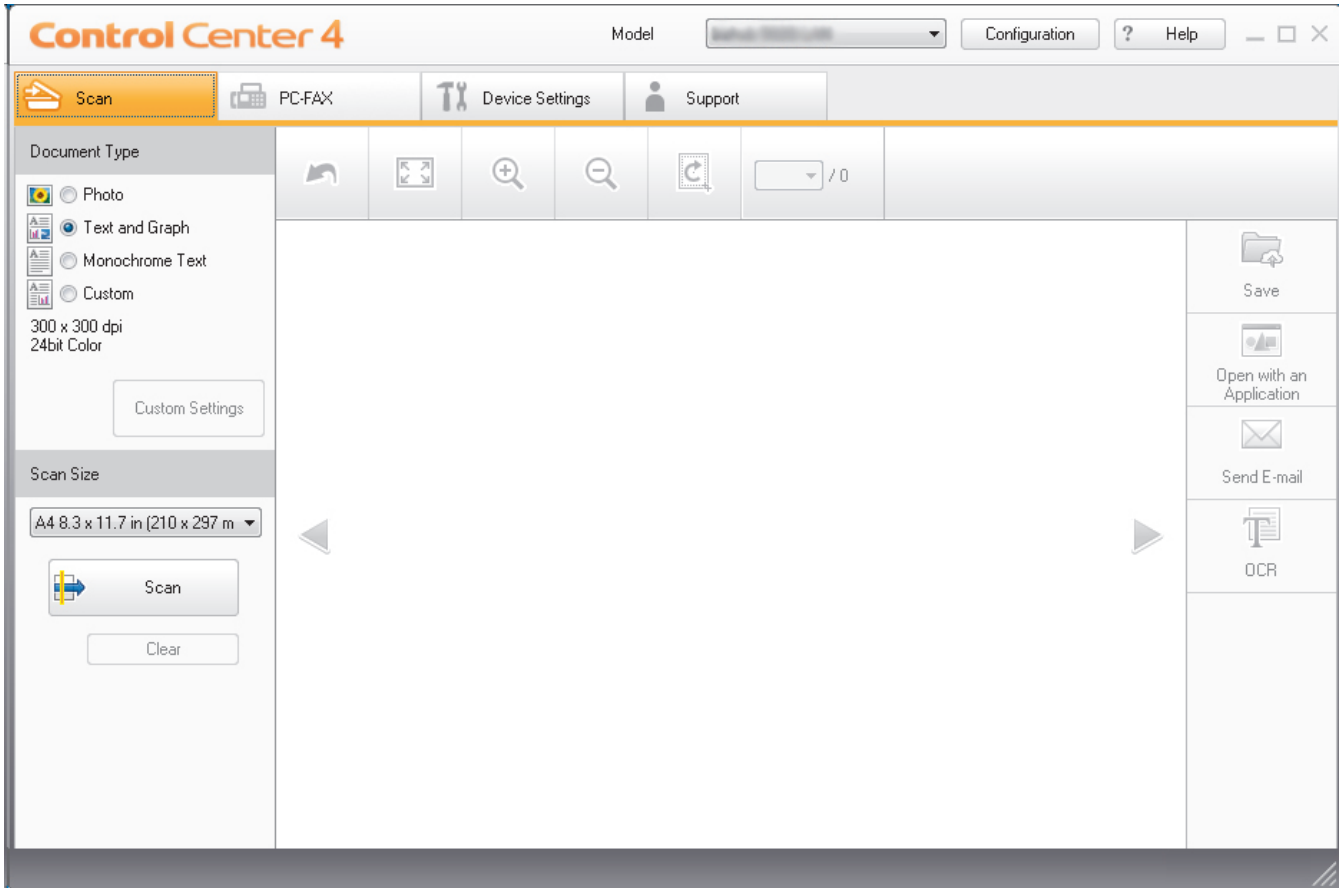 Control Center 4
Model
Configuration
? Help
Scan
PC-FAX
Device Settings
Support
Document Type
Photo
Text and Graph
Monochrome Text
Custom
300 x 300 dpi
24bit Color
Custom Settings
Scan Size
A4 8.3 x 11.7 in (210 x 297 m
Scan
Clear
/ 0
Save
Open with an
Application
Send E-mail
OCR